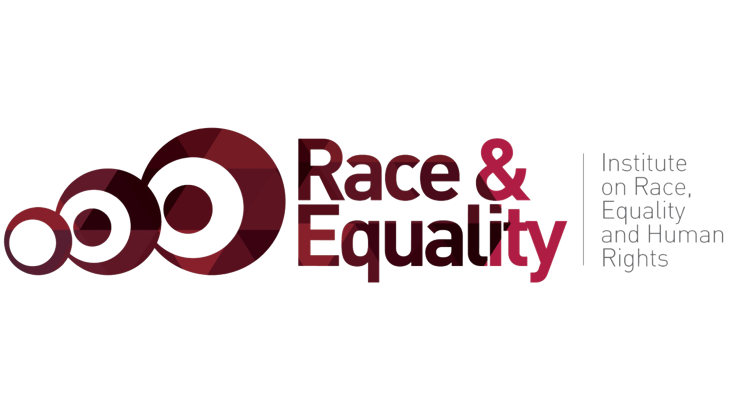 Race &
Equality
Institute
on Race,
Equality
and Human
Rights